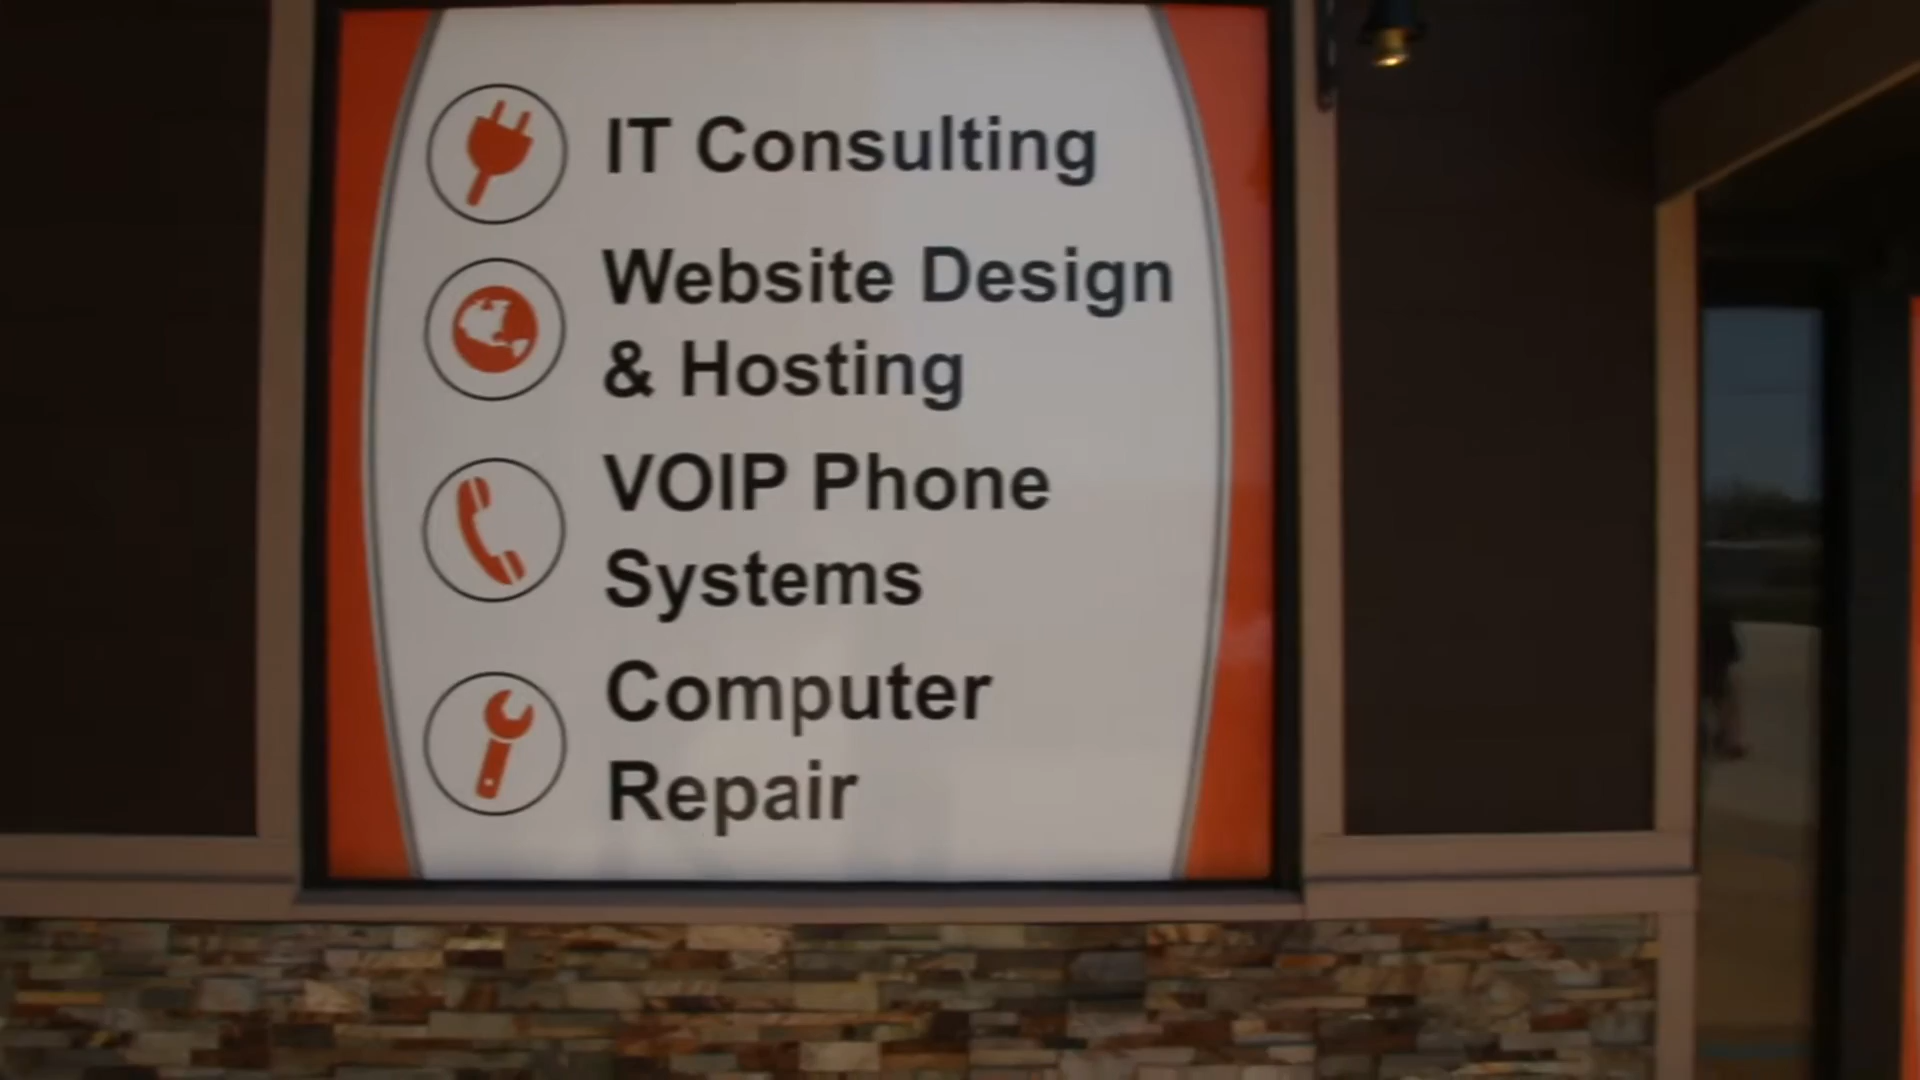 IT Consulting
Website Design
& Hosting
VOIP Phone
Systems
Computer
Repair